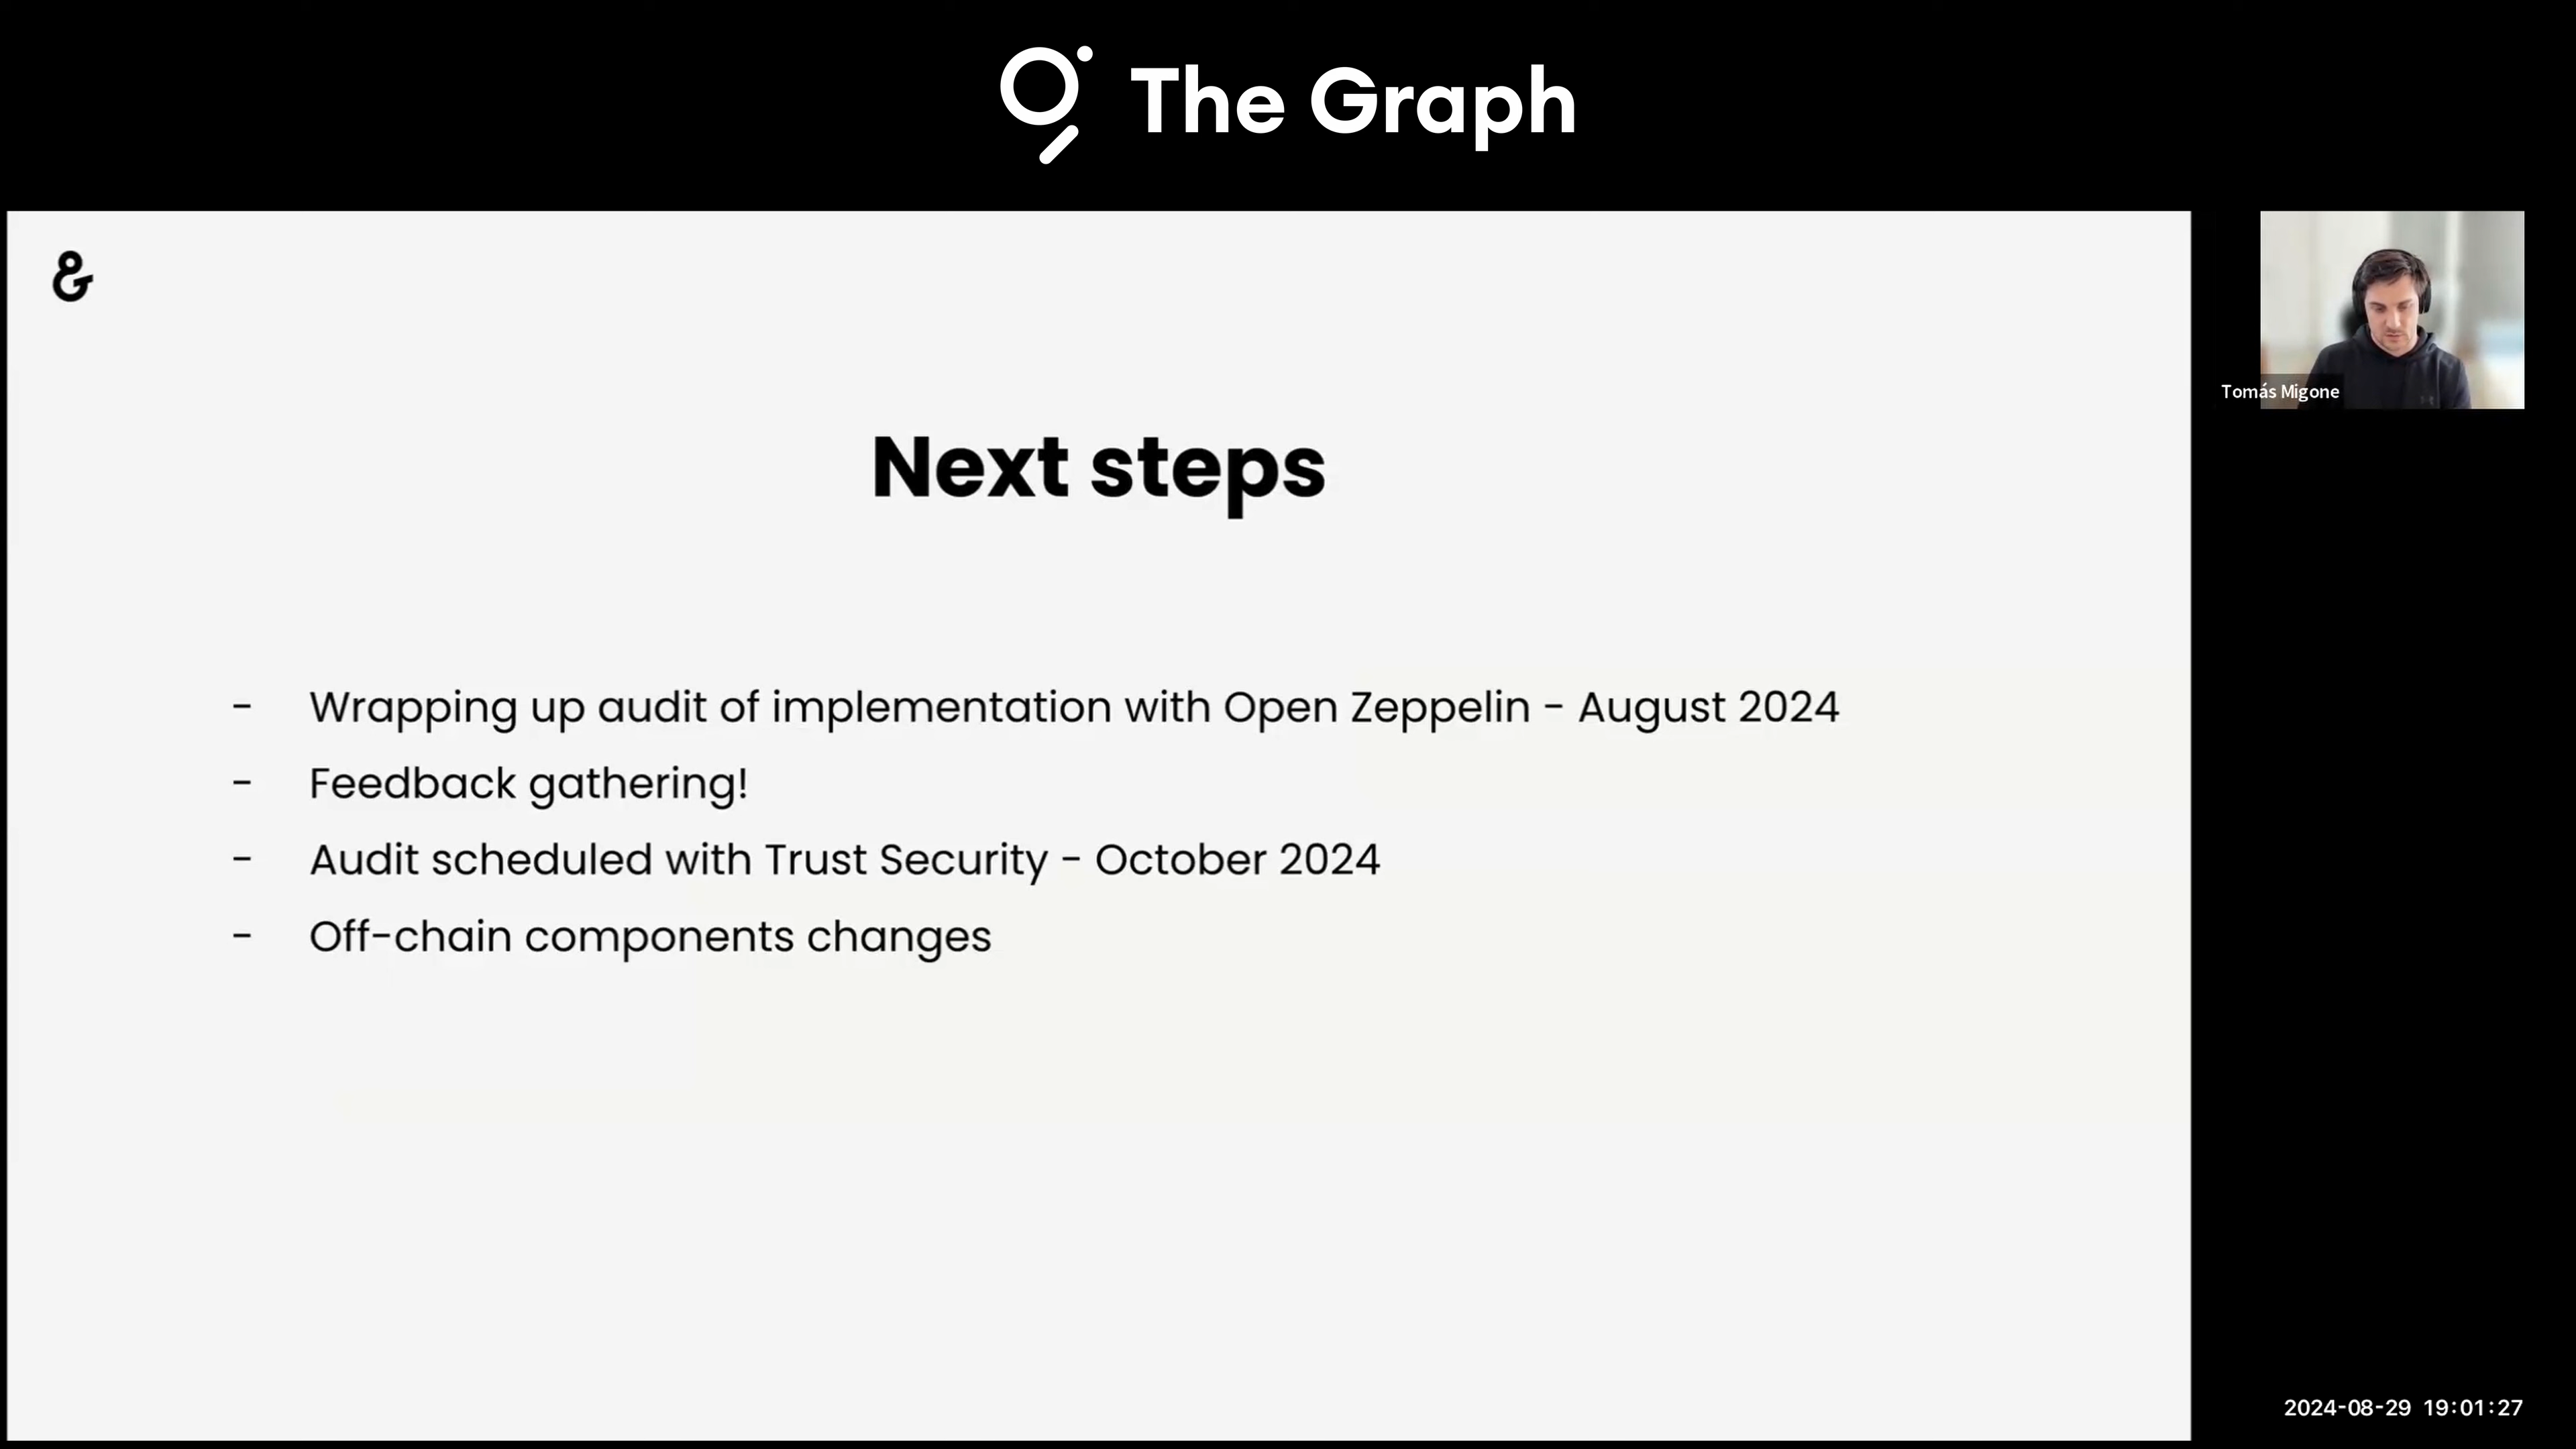 The Graph
&
Next steps
- Wrapping up audit of implementation with Open Zeppelin - August 2024
- Feedback gathering!
- Audit scheduled with Trust Security - October 2024
- Off-chain components changes
Tomás Migone
2024-08-29 19:01:27